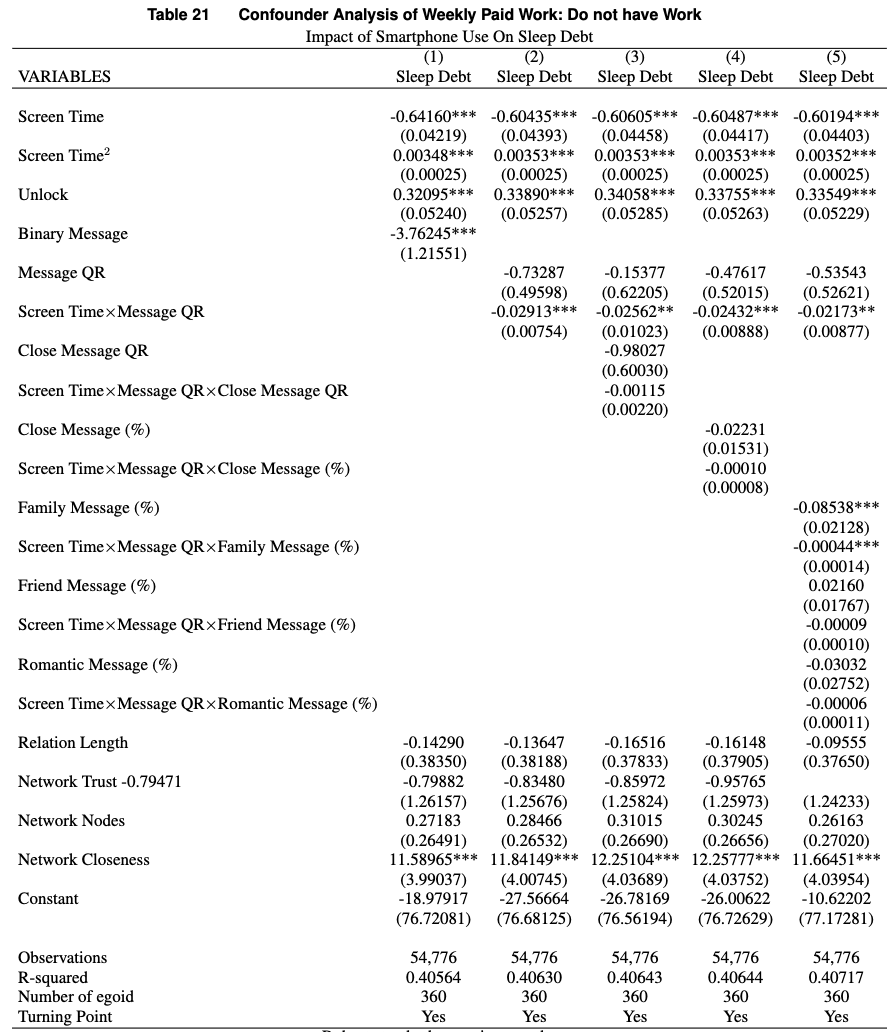 Table 21 Confounder Analysis of Weekly Paid Work: Do not have Work
Impact of Smartphone Use On Sleep Debt
(1) (2) (3) (4) (5)
VARIABLES Sleep Debt Sleep Debt Sleep Debt Sleep Debt Sleep Debt
Screen Time -0.64160*** -0.60435*** -0.60605*** -0.60487*** -0.60194***
(0.04219) (0.04393) (0.04458) (0.04417) (0.04403)
Screen Time² 0.00348*** 0.00353*** 0.00353*** 0.00353*** 0.00352***
(0.00025) (0.00025) (0.00025) (0.00025) (0.00025)
Unlock 0.32095*** 0.33890*** 0.34058*** 0.33755*** 0.33549***
(0.05240) (0.05257) (0.05285) (0.05263) (0.05229)
Binary Message -3.76245***
(1.21551)
Message QR -0.73287 -0.15377 -0.47617 -0.53543
(0.49598) (0.62205) (0.52015) (0.52621)
Screen Time×Message QR -0.02913*** -0.02562** -0.02432*** -0.02173**
(0.00754) (0.01023) (0.00888) (0.00877)
Close Message QR -0.98027
(0.60030)
Screen Time×Message QR×Close Message QR -0.00115
(0.00220)
Close Message (%) -0.02231
(0.01531)
Screen Time×Message QR×Close Message (%) -0.00010
(0.00008)
Family Message (%) -0.08538***
(0.02128)
Screen Time×Message QR×Family Message (%) -0.00044***
(0.00014)
Friend Message (%) 0.02160
(0.01767)
Screen Time×Message QR×Friend Message (%) -0.00009
(0.00010)
Romantic Message (%) -0.03032
(0.02752)
Screen Time×Message QR×Romantic Message (%) -0.00006
(0.00011)
Relation Length -0.14290 -0.13647 -0.16516 -0.16148 -0.09555
(0.38350) (0.38188) (0.37833) (0.37905) (0.37650)
Network Trust -0.79471 -0.79882 -0.83480 -0.85972 -0.95765
(1.26157) (1.25676) (1.25824) (1.25973) (1.24233)
Network Nodes 0.27183 0.28466 0.31015 0.30245 0.26163
(0.26491) (0.26532) (0.26690) (0.26656) (0.27020)
Network Closeness 11.58965*** 11.84149*** 12.25104*** 12.25777*** 11.66451***
(3.99037) (4.00745) (4.03689) (4.03752) (4.03954)
Constant -18.97917 -27.56664 -26.78169 -26.00622 -10.62202
(76.72081) (76.68125) (76.56194) (76.72629) (77.17281)
Observations 54,776 54,776 54,776 54,776 54,776
R-squared 0.40564 0.40630 0.40643 0.40644 0.40717
Number of egoid 360 360 360 360 360
Turning Point Yes Yes Yes Yes Yes